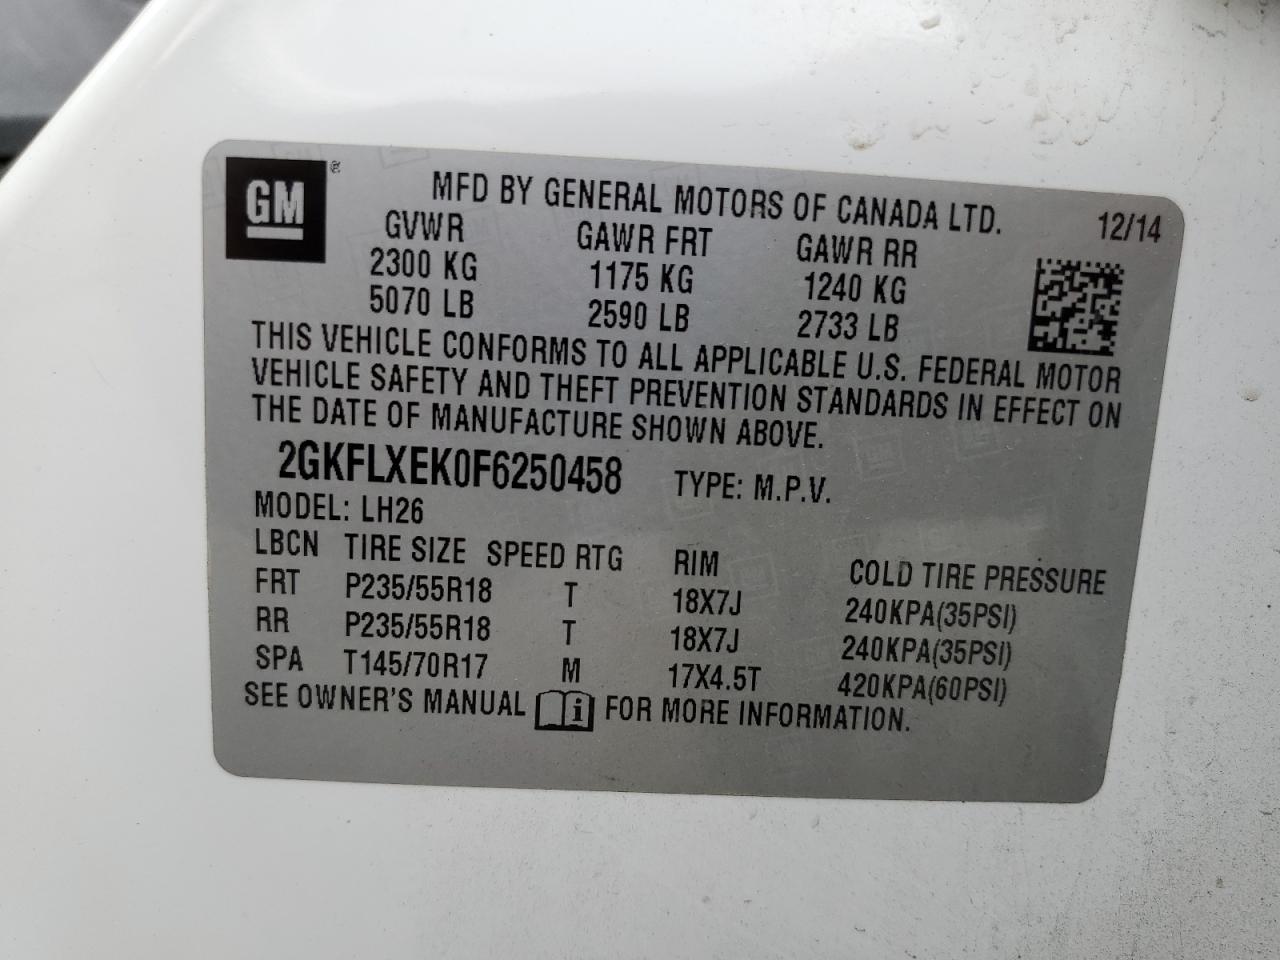 GM ®
MFD BY GENERAL MOTORS OF CANADA LTD. 12/14
GVWR GAWR FRT GAWR RR
2300 KG 1175 KG 1240 KG
5070 LB 2590 LB 2733 LB
THIS VEHICLE CONFORMS TO ALL APPLICABLE U.S. FEDERAL MOTOR
VEHICLE SAFETY AND THEFT PREVENTION STANDARDS IN EFFECT ON
THE DATE OF MANUFACTURE SHOWN ABOVE.
2GKFLXEK0F6250458 TYPE: M.P.V.
MODEL: LH26
LBCN TIRE SIZE SPEED RTG RIM COLD TIRE PRESSURE
FRT P235/55R18 T 18X7J 240KPA(35PSI)
RR P235/55R18 T 18X7J 240KPA(35PSI)
SPA T145/70R17 M 17X4.5T 420KPA(60PSI)
SEE OWNER'S MANUAL i FOR MORE INFORMATION.